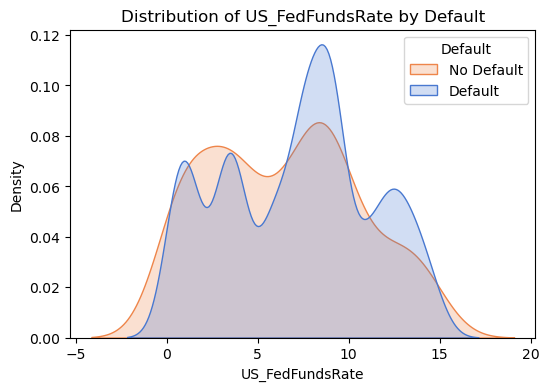 Distribution of US_FedFundsRate by Default
0.12
0.10
0.08
0.06
0.04
0.02
0.00
Density
Default
No Default
Default
−5
0
5
10
15
20
US_FedFundsRate